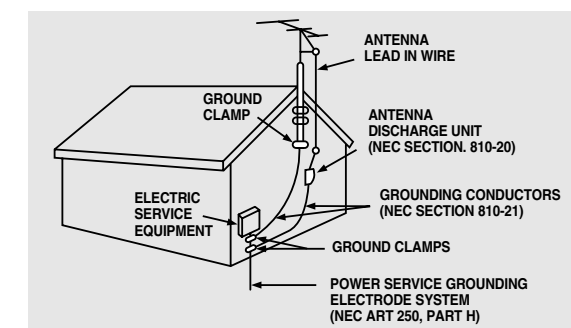 ANTENNA
LEAD IN WIRE
GROUND
CLAMP
ANTENNA
DISCHARGE UNIT
(NEC SECTION. 810-20)
ELECTRIC
SERVICE
EQUIPMENT
GROUNDING CONDUCTORS
(NEC SECTION 810-21)
GROUND CLAMPS
POWER SERVICE GROUNDING
ELECTRODE SYSTEM
(NEC ART 250, PART H)